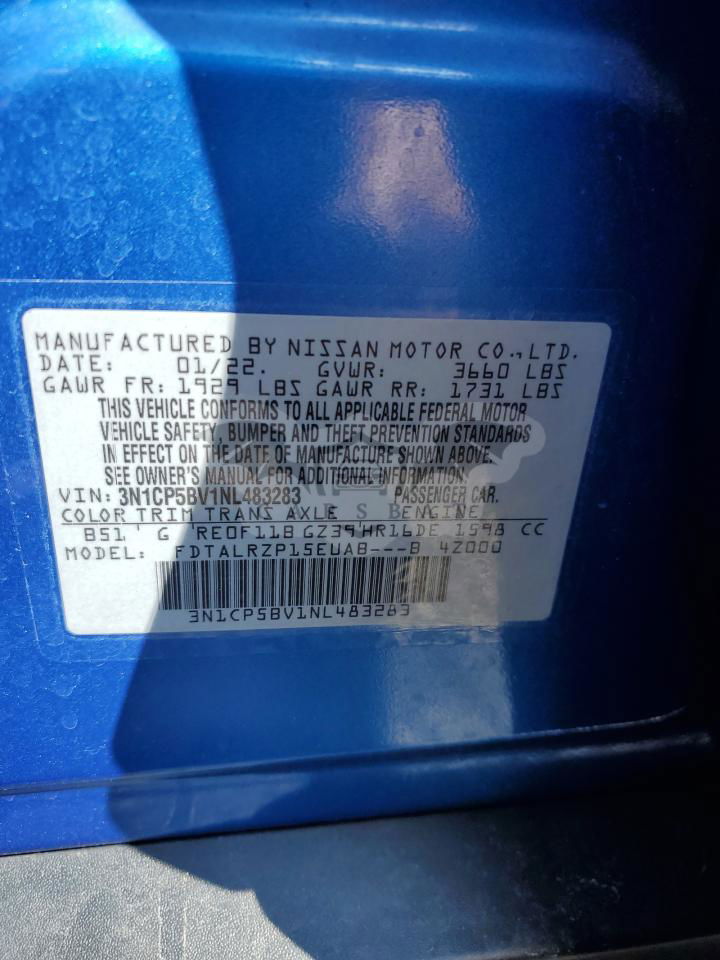 MANUFACTURED BY NISSAN MOTOR CO., LTD.
DATE: 01/22. GVWR: 3660 LBS
GAWR FR: 1929 LBS GAWR RR: 1731 LBS
THIS VEHICLE CONFORMS TO ALL APPLICABLE FEDERAL MOTOR
VEHICLE SAFETY, BUMPER AND THEFT PREVENTION STANDARDS
IN EFFECT ON THE DATE OF MANUFACTURE SHOWN ABOVE.
SEE OWNER'S MANUAL FOR ADDITIONAL INFORMATION
VIN: 3N1CP5BV1NL483283 PASSENGER CAR.
COLOR TRIM TRANS AXLE ENGINE
B51 G RE0F11B GZ39 HR16DE 1598 CC
MODEL: FDTALRZP15EUAB---B 4Z000
3N1CP5BV1NL483283